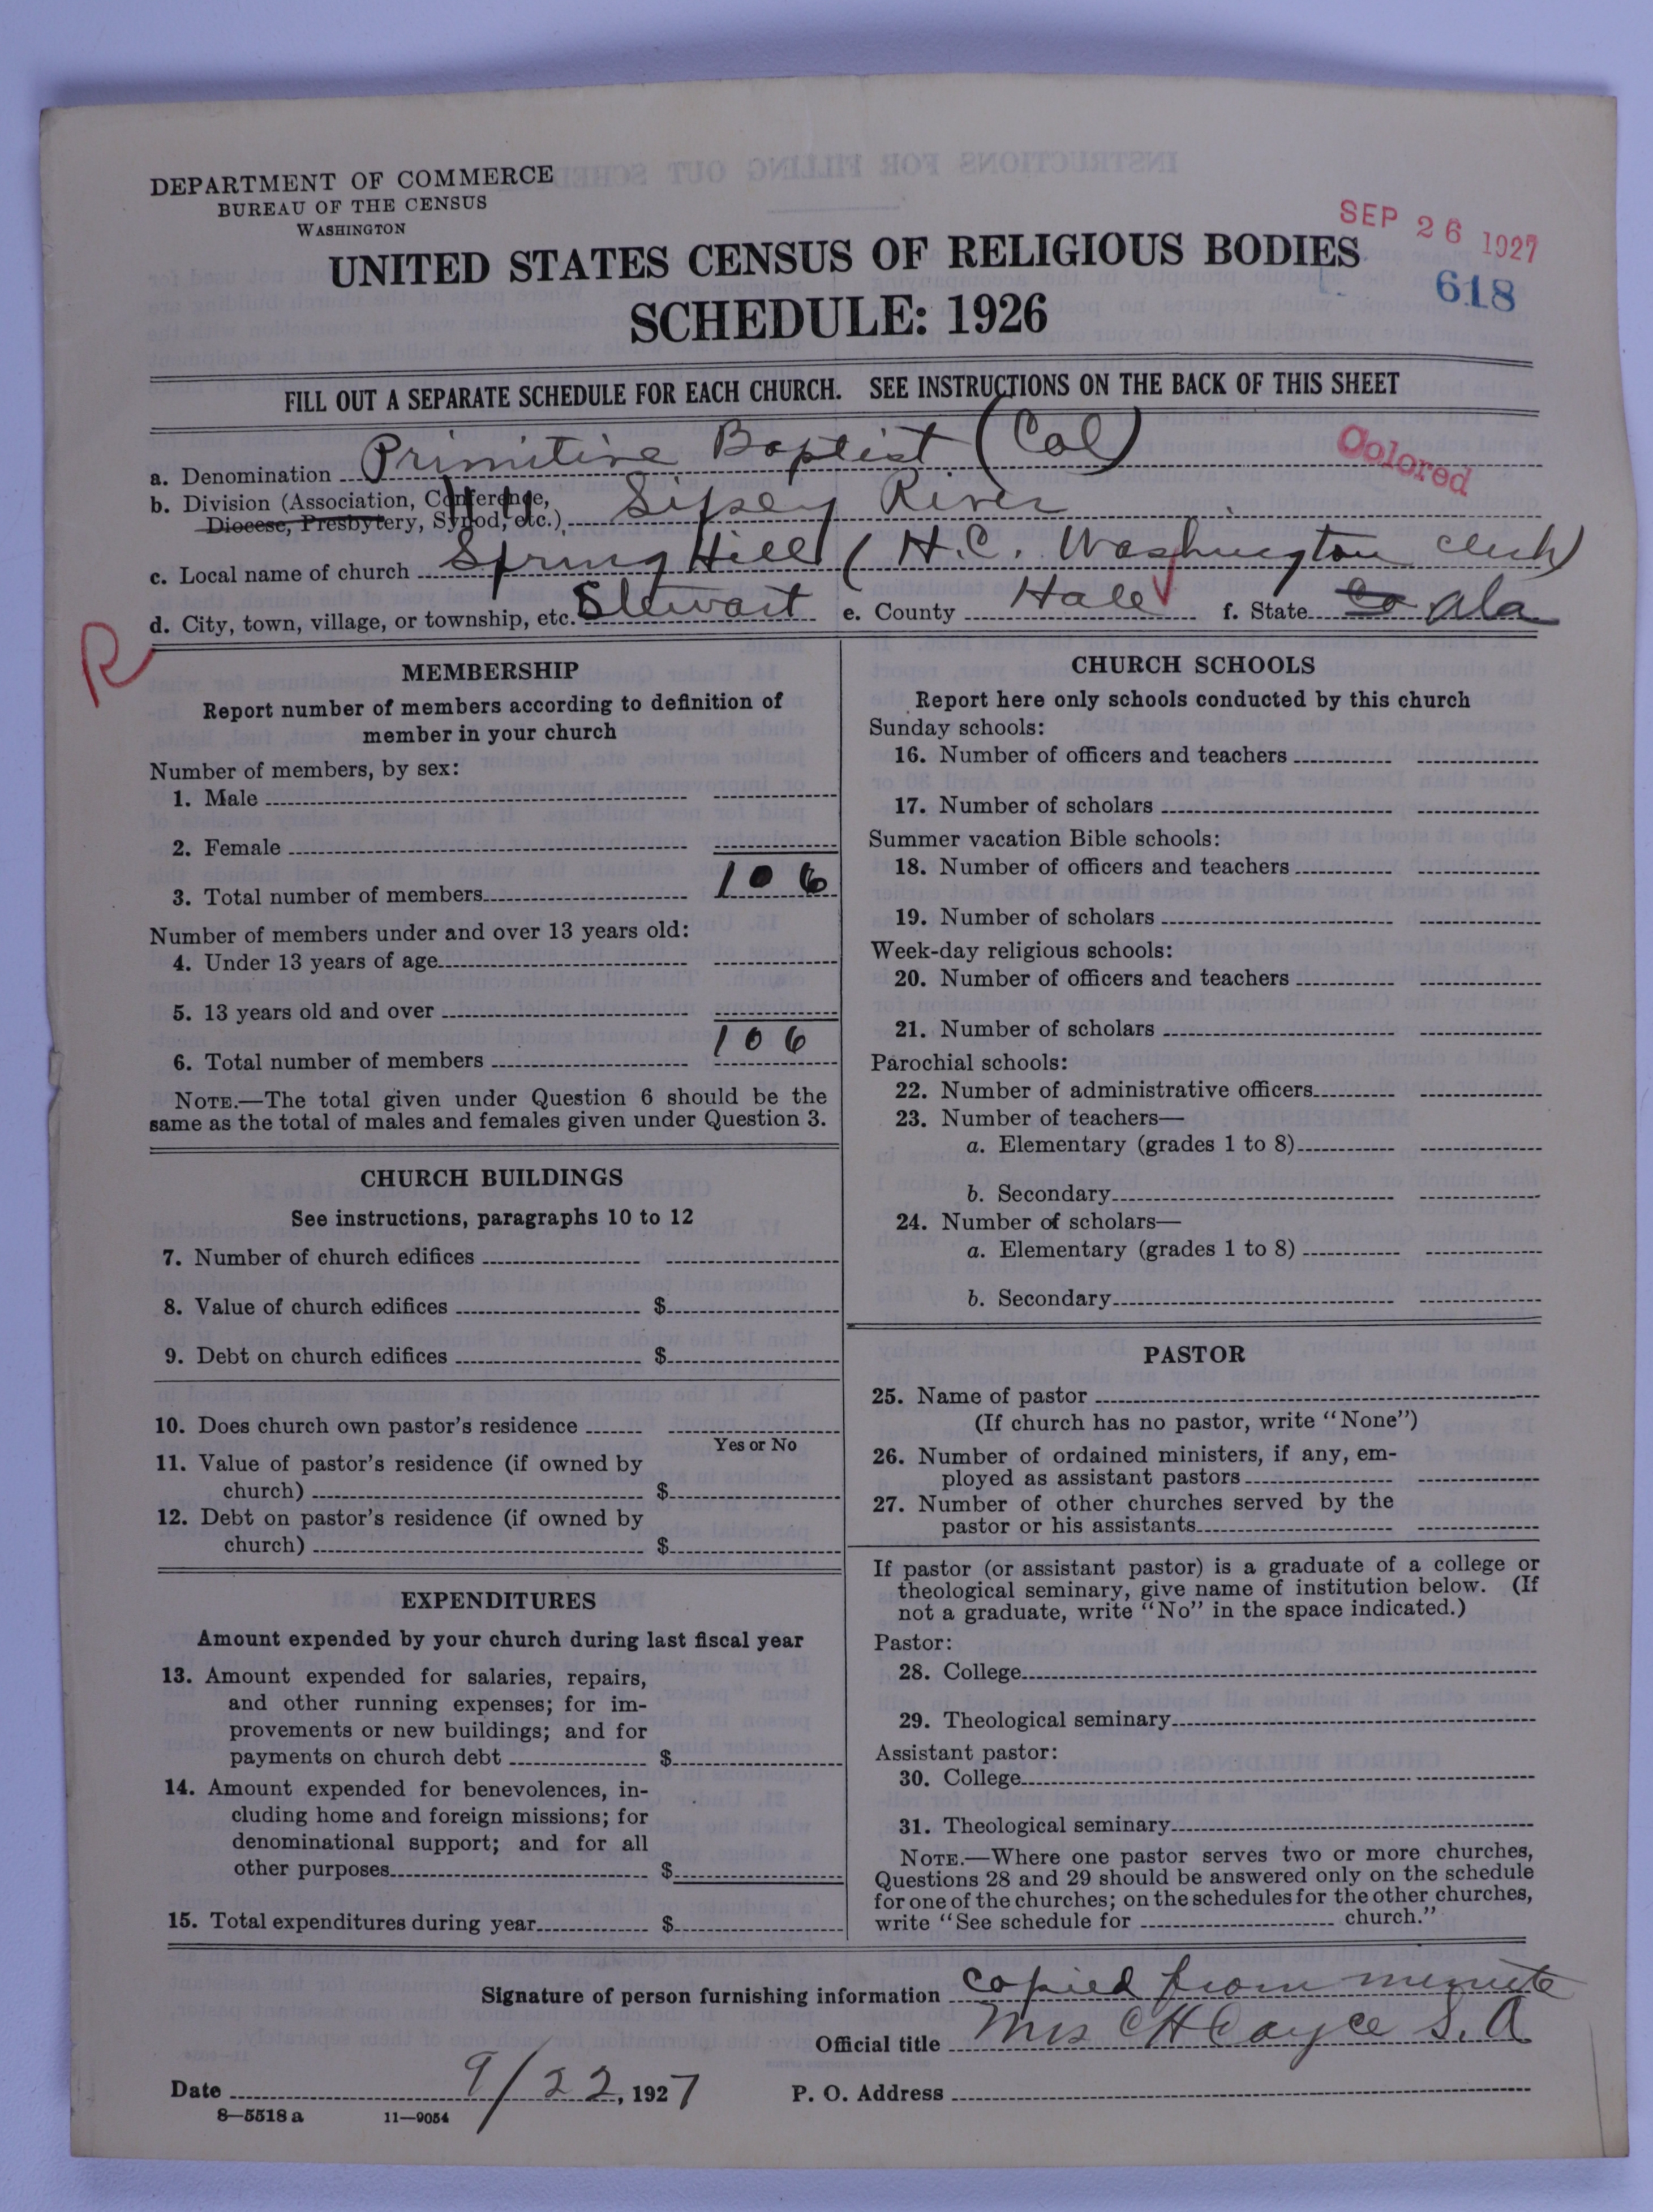 DEPARTMENT OF COMMERCE
BUREAU OF THE CENSUS
WASHINGTON
SEP 26 1927
UNITED STATES CENSUS OF RELIGIOUS BODIES
618
SCHEDULE: 1926
FILL OUT A SEPARATE SCHEDULE FOR EACH CHURCH. SEE INSTRUCTIONS ON THE BACK OF THIS SHEET
a. Denomination Primitive Baptist (Col)
Colored
b. Division (Association, Conference,
Diocese, Presbytery, Synod, etc.) Sipsey River
c. Local name of church Spring Hill (H.C. Washington clerk)
d. City, town, village, or township, etc. Stewart e. County Hale f. State Co Ala
R
MEMBERSHIP
Report number of members according to definition of
member in your church
Number of members, by sex:
1. Male
2. Female
3. Total number of members 106
Number of members under and over 13 years old:
4. Under 13 years of age
5. 13 years old and over
6. Total number of members 106
NOTE.—The total given under Question 6 should be the
same as the total of males and females given under Question 3.
CHURCH BUILDINGS
See instructions, paragraphs 10 to 12
7. Number of church edifices
8. Value of church edifices $
9. Debt on church edifices $
10. Does church own pastor's residence
Yes or No
11. Value of pastor's residence (if owned by
church) $
12. Debt on pastor's residence (if owned by
church) $
EXPENDITURES
Amount expended by your church during last fiscal year
13. Amount expended for salaries, repairs,
and other running expenses; for im-
provements or new buildings; and for
payments on church debt $
14. Amount expended for benevolences, in-
cluding home and foreign missions; for
denominational support; and for all
other purposes $
15. Total expenditures during year $
CHURCH SCHOOLS
Report here only schools conducted by this church
Sunday schools:
16. Number of officers and teachers
17. Number of scholars
Summer vacation Bible schools:
18. Number of officers and teachers
19. Number of scholars
Week-day religious schools:
20. Number of officers and teachers
21. Number of scholars
Parochial schools:
22. Number of administrative officers
23. Number of teachers—
a. Elementary (grades 1 to 8)
b. Secondary
24. Number of scholars—
a. Elementary (grades 1 to 8)
b. Secondary
PASTOR
25. Name of pastor
(If church has no pastor, write "None")
26. Number of ordained ministers, if any, em-
ployed as assistant pastors
27. Number of other churches served by the
pastor or his assistants
If pastor (or assistant pastor) is a graduate of a college or
theological seminary, give name of institution below. (If
not a graduate, write "No" in the space indicated.)
Pastor:
28. College
29. Theological seminary
Assistant pastor:
30. College
31. Theological seminary
NOTE.—Where one pastor serves two or more churches,
Questions 28 and 29 should be answered only on the schedule
for one of the churches; on the schedules for the other churches,
write "See schedule for church."
Signature of person furnishing information copied from minute
Official title Mrs C H Cayce S. A
Date 9/22, 1927 P. O. Address
8—5518 a 11—9054